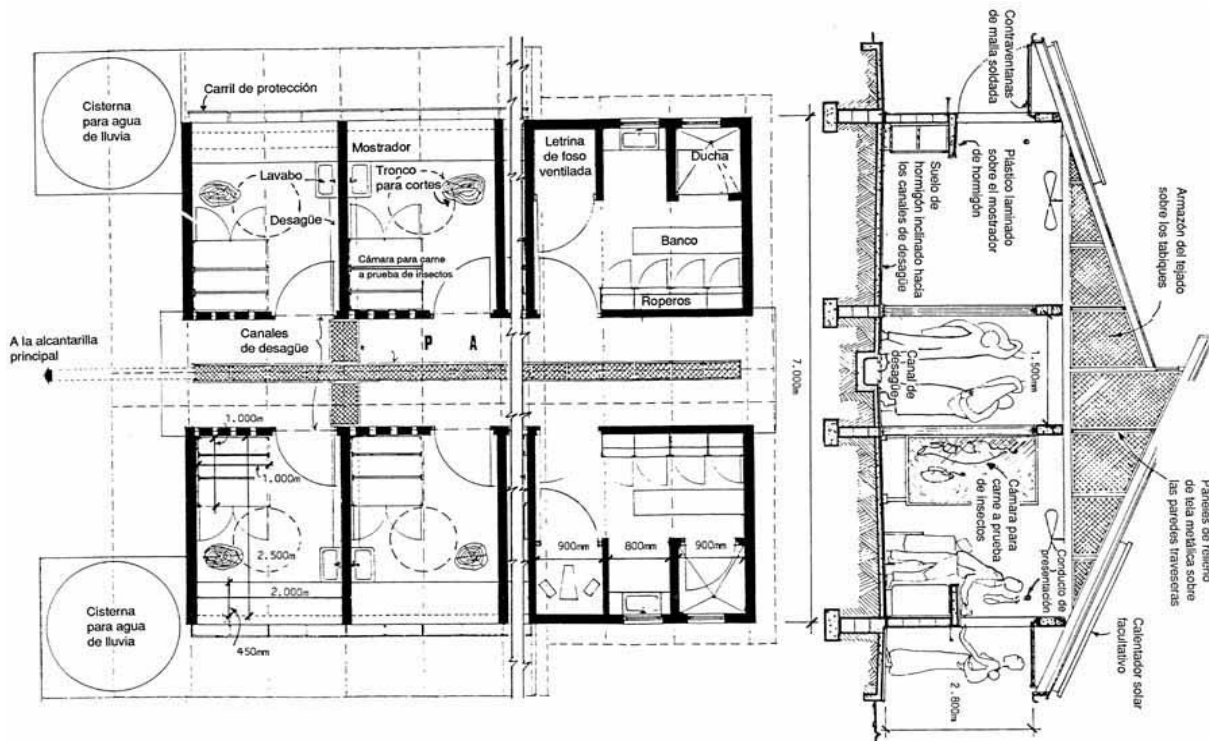 Cisterna
para agua
de lluvia
Carril de protección
Lavabo
Desagüe
Mostrador
Tronco
para cortes
Cámara para carne
a prueba de insectos
Letrina
de foso
ventilada
Ducha
Banco
Roperos
A la alcantarilla
principal
Canales
de desagüe
P A
1.000m
1.000m
2.500m
2.000m
450mm
900mm
800mm
900mm
7.000m
Cisterna
para agua
de lluvia
Contraventanas
de malla soldada
Plástico laminado
sobre el mostrador
de hormigón
Suelo de
hormigón inclinado hacia
los canales de desagüe
Armazón del tejado
sobre los tabiques
Canal de
desagüe
1.500mm
Cámara para
carne a prueba
de insectos
Paneles de relleno
de tela metálica sobre
las paredes traveseras
Conducto de
presentación
Calentador solar
facultativo
2.800m